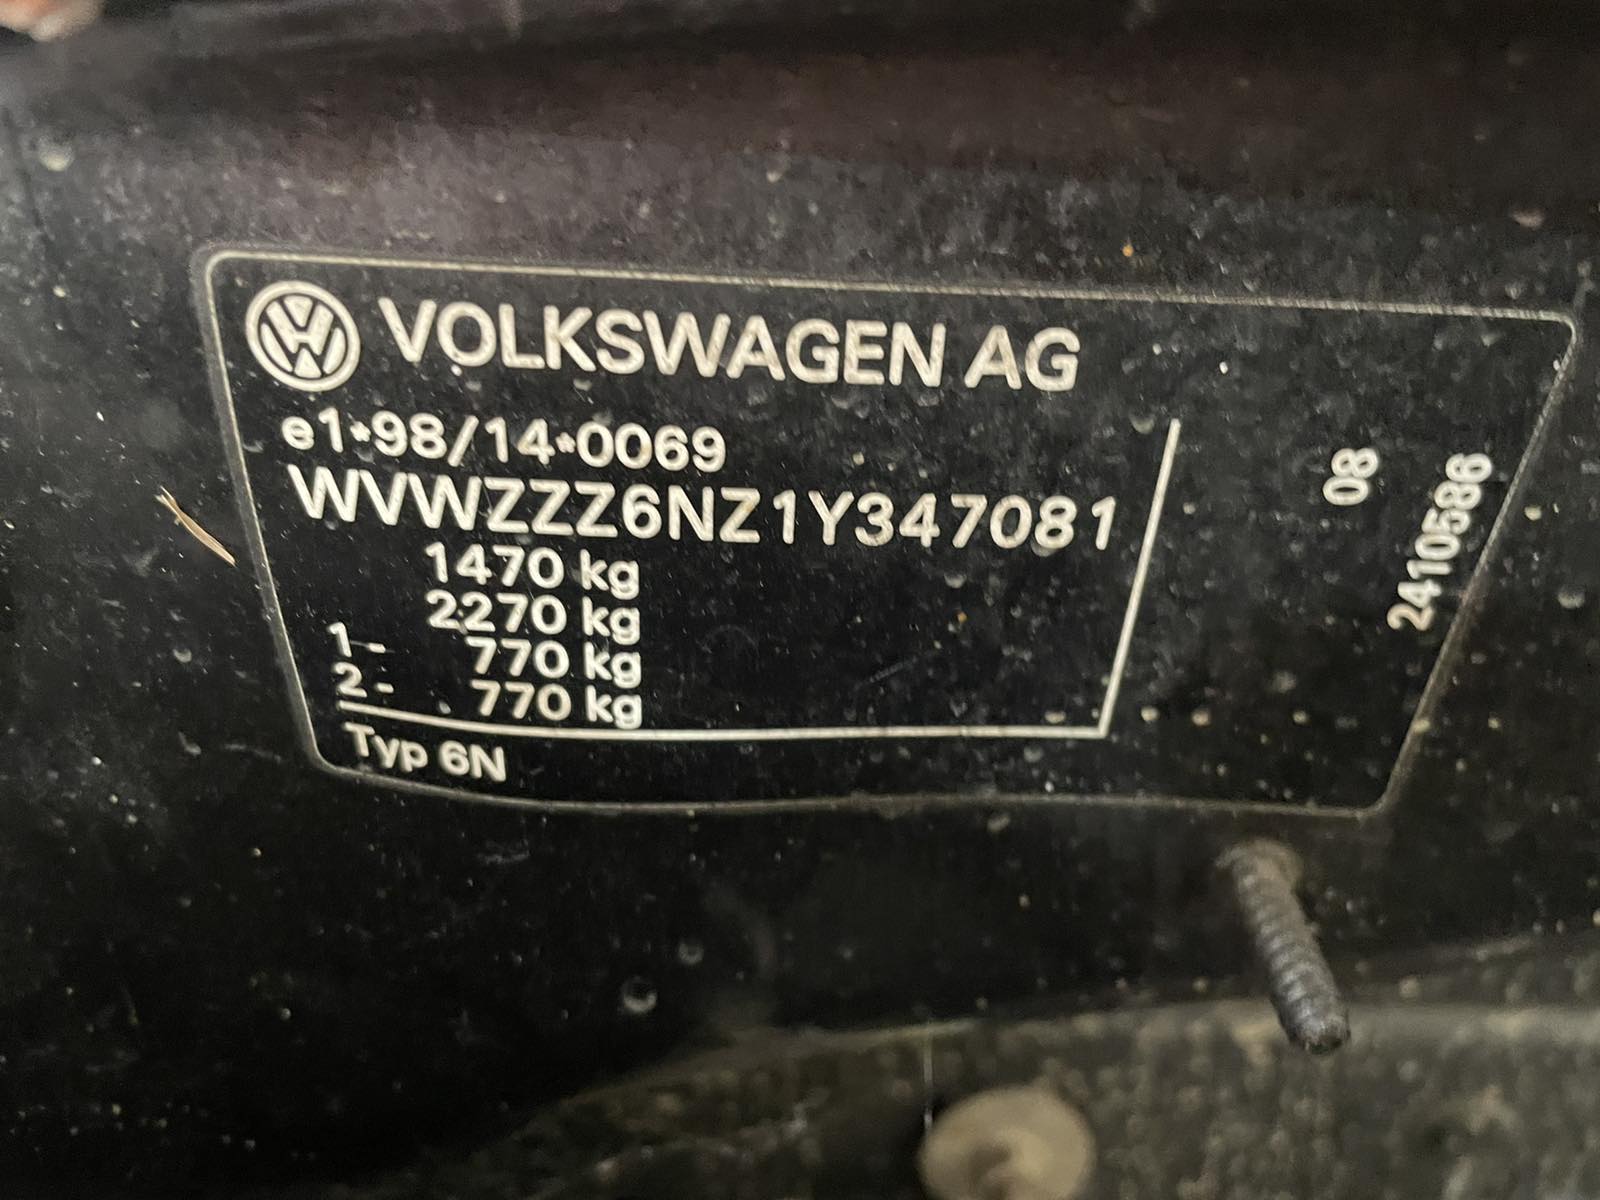 VOLKSWAGEN AG
e1*98/14*0069
WVWZZZ6NZ1Y347081
1470 kg
2270 kg
1- 770 kg
2- 770 kg
Typ 6N
08
2410586